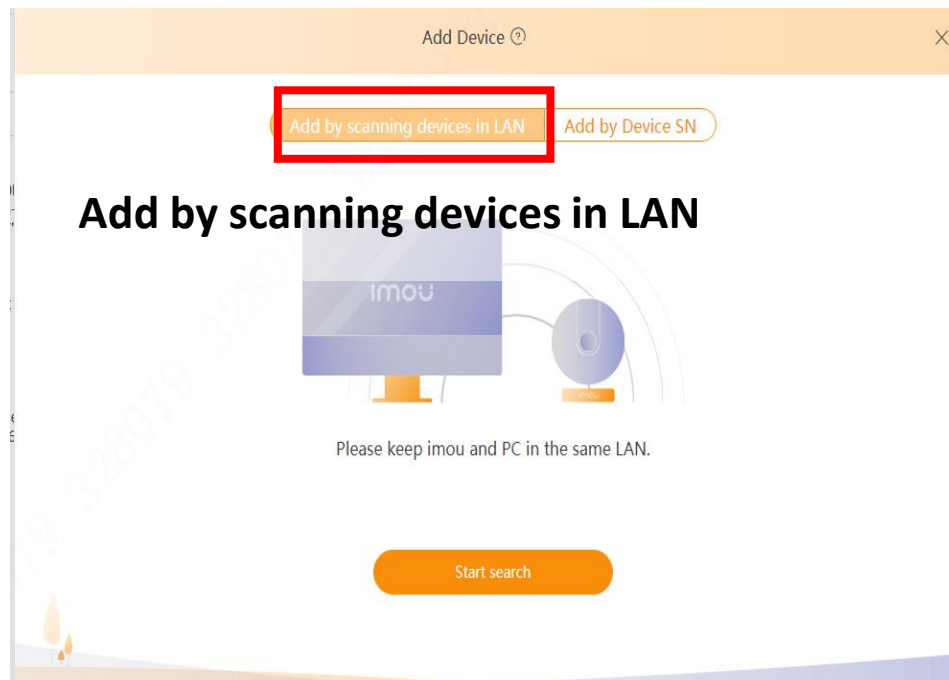 Add Device ?
Add by scanning devices in LAN Add by Device SN
Add by scanning devices in LAN
imou
imou
Please keep imou and PC in the same LAN.
Start search